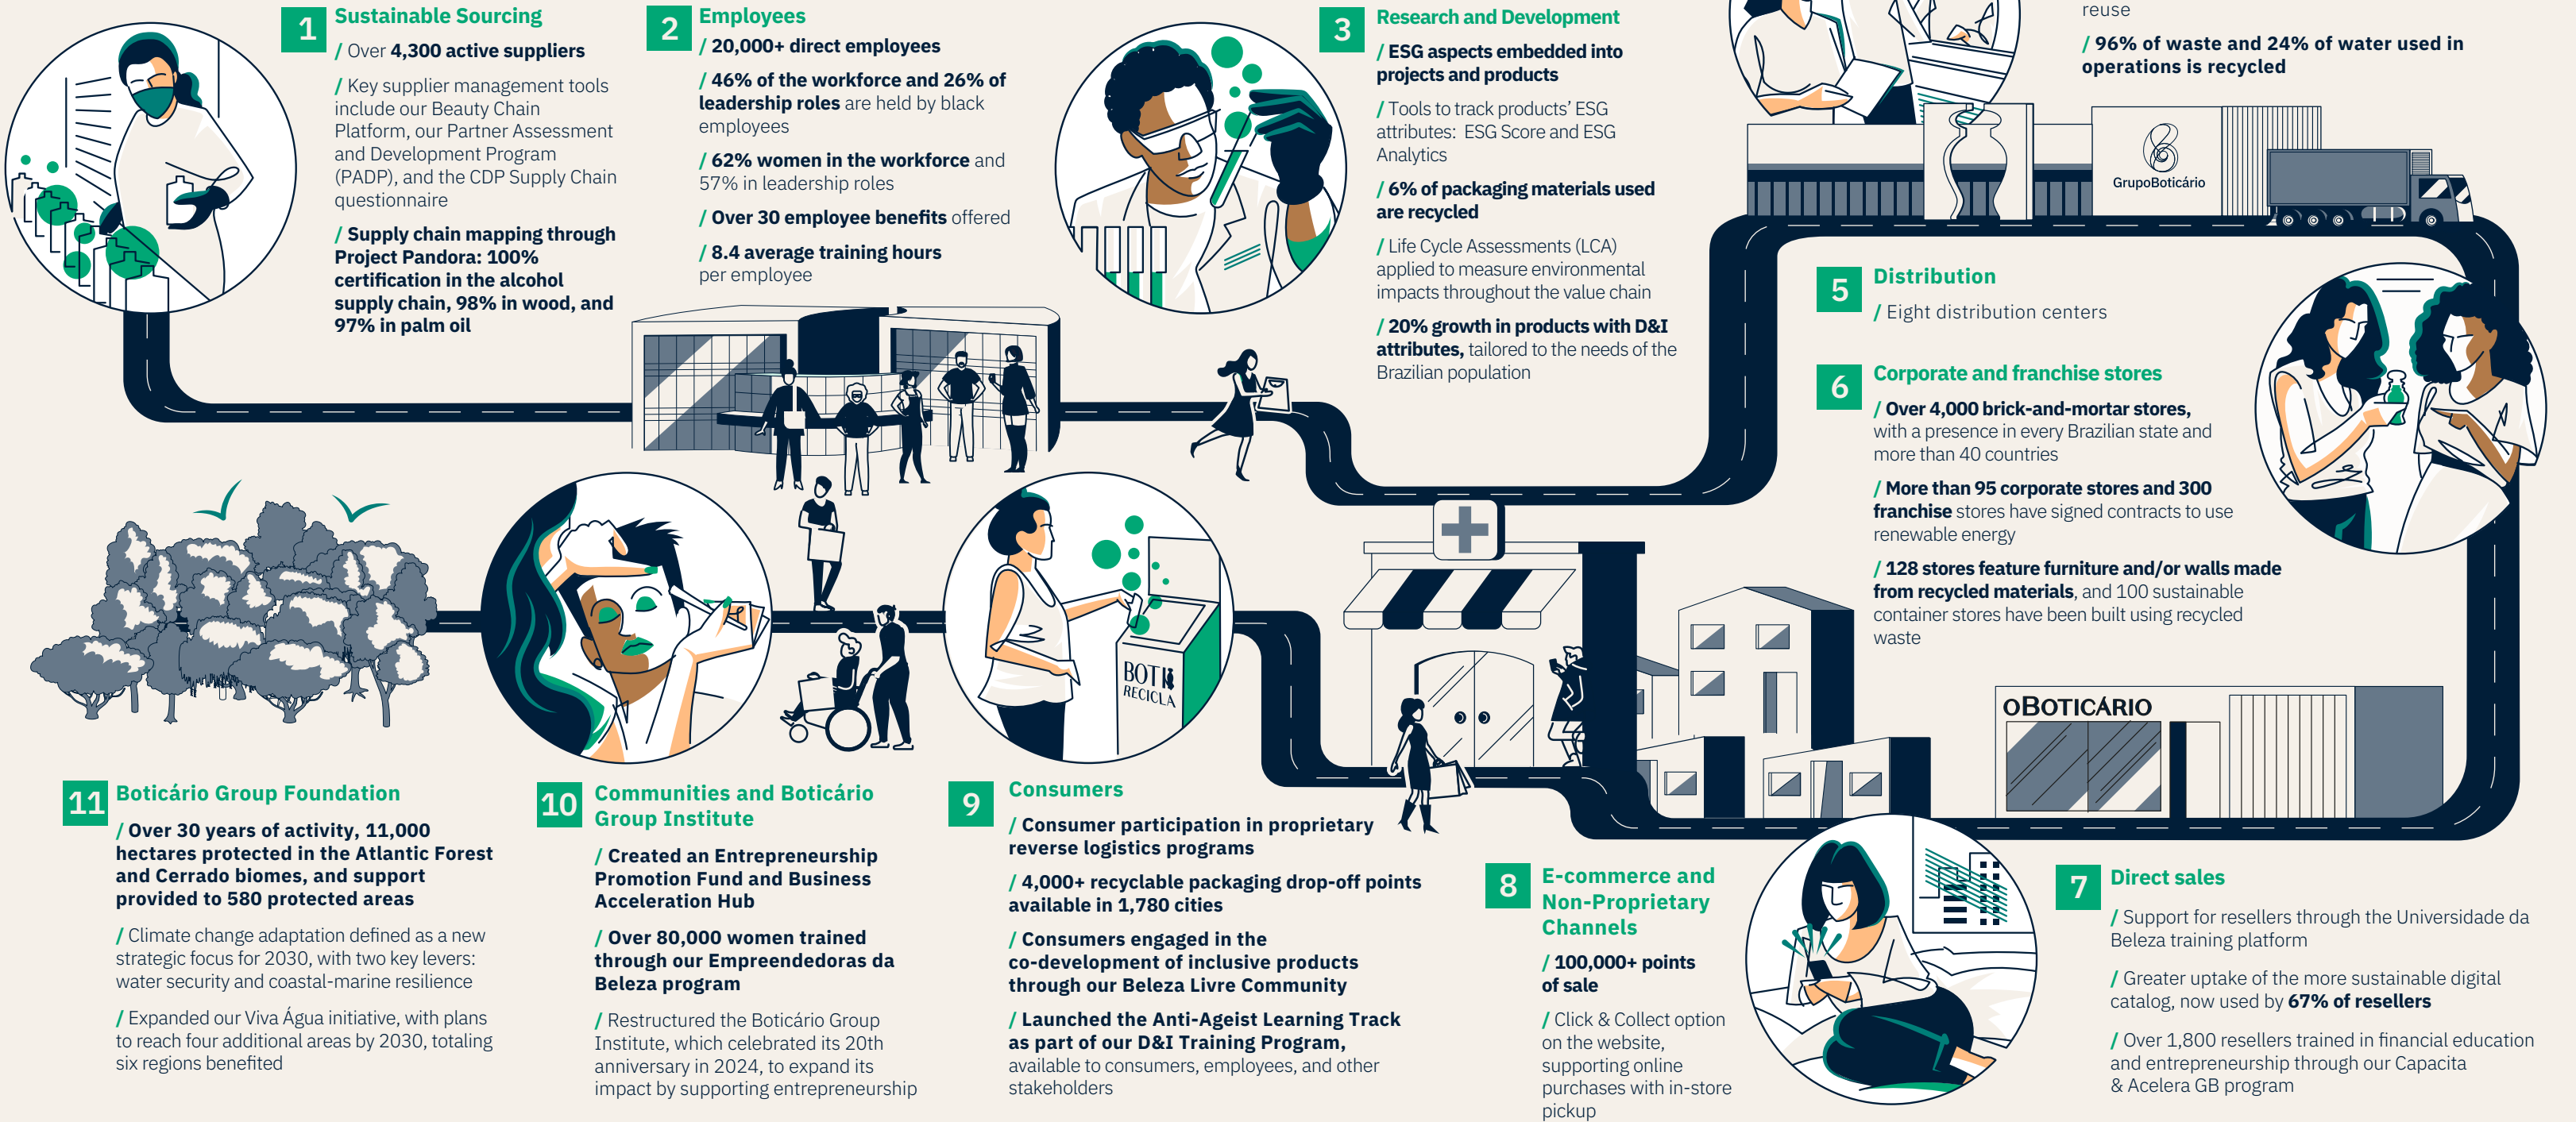 1
Sustainable Sourcing
/ Over 4,300 active suppliers
/ Key supplier management tools
include our Beauty Chain
Platform, our Partner Assessment
and Development Program
(PADP), and the CDP Supply Chain
questionnaire
/ Supply chain mapping through
Project Pandora: 100%
certification in the alcohol
supply chain, 98% in wood, and
97% in palm oil
2
Employees
/ 20,000+ direct employees
/ 46% of the workforce and 26% of
leadership roles are held by black
employees
/ 62% women in the workforce and
57% in leadership roles
/ Over 30 employee benefits offered
/ 8.4 average training hours
per employee
3
Research and Development
/ ESG aspects embedded into
projects and products
/ Tools to track products’ ESG
attributes: ESG Score and ESG
Analytics
/ 6% of packaging materials used
are recycled
/ Life Cycle Assessments (LCA)
applied to measure environmental
impacts throughout the value chain
/ 20% growth in products with D&I
attributes, tailored to the needs of the
Brazilian population
reuse
/ 96% of waste and 24% of water used in
operations is recycled
GrupoBoticário
5
Distribution
/ Eight distribution centers
6
Corporate and franchise stores
/ Over 4,000 brick-and-mortar stores,
with a presence in every Brazilian state and
more than 40 countries
/ More than 95 corporate stores and 300
franchise stores have signed contracts to use
renewable energy
/ 128 stores feature furniture and/or walls made
from recycled materials, and 100 sustainable
container stores have been built using recycled
waste
OBOTICÁRIO
7
Direct sales
/ Support for resellers through the Universidade da
Beleza training platform
/ Greater uptake of the more sustainable digital
catalog, now used by 67% of resellers
/ Over 1,800 resellers trained in financial education
and entrepreneurship through our Capacita
& Acelera GB program
8
E-commerce and
Non-Proprietary
Channels
/ 100,000+ points
of sale
/ Click & Collect option
on the website,
supporting online
purchases with in-store
pickup
BOTI
RECICLA
9
Consumers
/ Consumer participation in proprietary
reverse logistics programs
/ 4,000+ recyclable packaging drop-off points
available in 1,780 cities
/ Consumers engaged in the
co-development of inclusive products
through our Beleza Livre Community
/ Launched the Anti-Ageist Learning Track
as part of our D&I Training Program,
available to consumers, employees, and other
stakeholders
10
Communities and Boticário
Group Institute
/ Created an Entrepreneurship
Promotion Fund and Business
Acceleration Hub
/ Over 80,000 women trained
through our Empreendedoras da
Beleza program
/ Restructured the Boticário Group
Institute, which celebrated its 20th
anniversary in 2024, to expand its
impact by supporting entrepreneurship
11
Boticário Group Foundation
/ Over 30 years of activity, 11,000
hectares protected in the Atlantic Forest
and Cerrado biomes, and support
provided to 580 protected areas
/ Climate change adaptation defined as a new
strategic focus for 2030, with two key levers:
water security and coastal-marine resilience
/ Expanded our Viva Água initiative, with plans
to reach four additional areas by 2030, totaling
six regions benefited